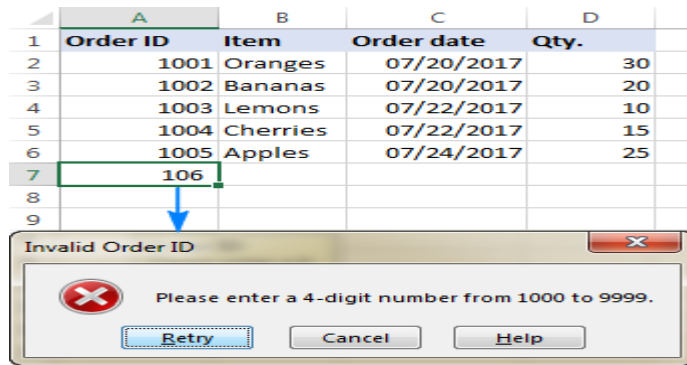 A B C D
1 Order ID Item Order date Qty.
2 1001 Oranges 07/20/2017 30
3 1002 Bananas 07/20/2017 20
4 1003 Lemons 07/22/2017 10
5 1004 Cherries 07/22/2017 15
6 1005 Apples 07/24/2017 25
7 106
8
9
Invalid Order ID
Please enter a 4-digit number from 1000 to 9999.
Retry Cancel Help